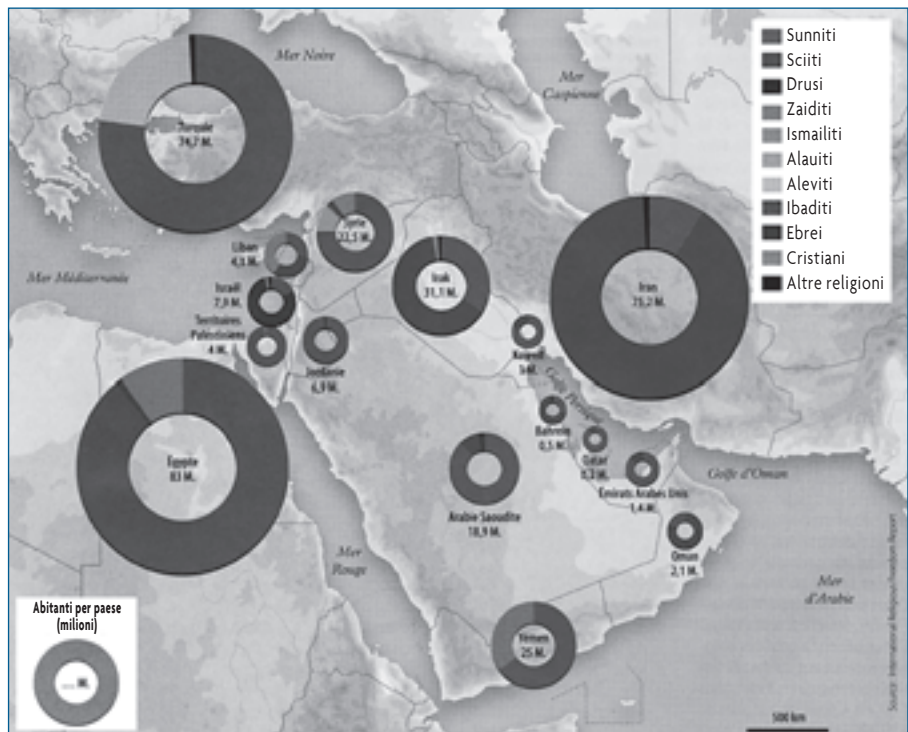 Mer Noire
Mer
Caspienne
Sunniti
Sciiti
Drusi
Zaiditi
Ismailiti
Alauiti
Aleviti
Ibaditi
Ebrei
Cristiani
Altre religioni
Turquie
74,7 M.
Syrie
22,5 M.
Liban
4,3 M.
Irak
31,1 M.
Iran
75,2 M.
Mer Méditerranée
Israël
7,9 M.
Territoires
Palestiniens
4 M.
Jordanie
6,9 M.
Koweït
Golfe Persique
Bahreïn
0,5 M.
Qatar
Émirats Arabes Unis
1,4 M.
Golfe d'Oman
Egypte
83 M.
Arabie Saoudite
18,9 M.
Oman
2,1 M.
Mer
Rouge
Mer
d'Arabie
Yémen
25 M.
Abitanti per paese
(milioni)
.... M.
500 km
Source : International Religious Freedom Report